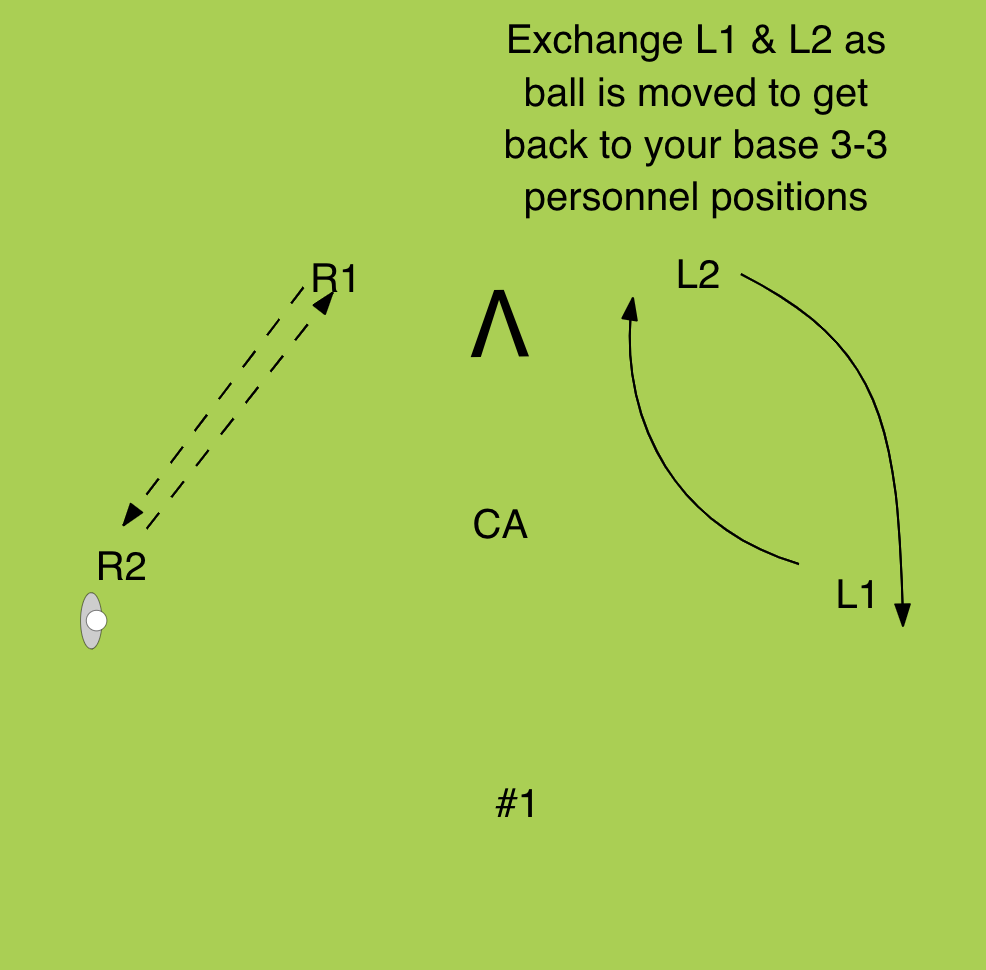 Exchange L1 & L2 as
ball is moved to get
back to your base 3-3
personnel positions
R1
L2
CA
R2
L1
#1